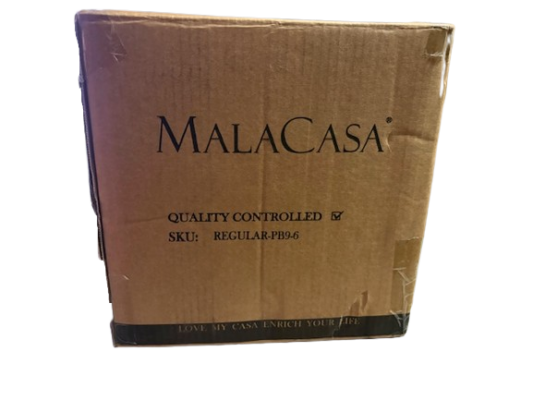 MALACASA®
QUALITY CONTROLLED ☑
SKU: REGULAR-PB9-6
LOVE MY CASA ENRICH YOUR LIFE